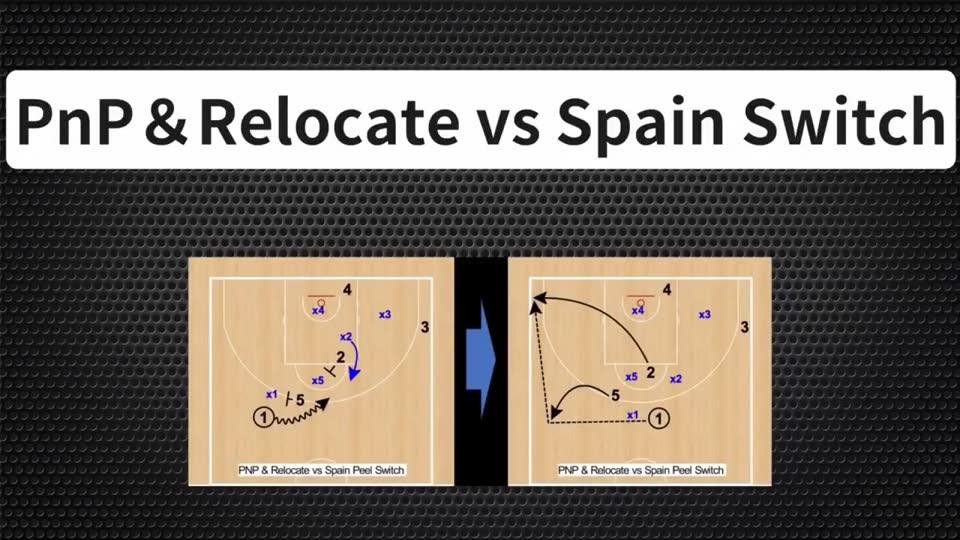 PnP & Relocate vs Spain Switch
4
x4
x3
3
x2
2
x5
x1
5
1
PNP & Relocate vs Spain Peel Switch
4
x4
x3
3
x5
2
x2
5
x1
1
PNP & Relocate vs Spain Peel Switch